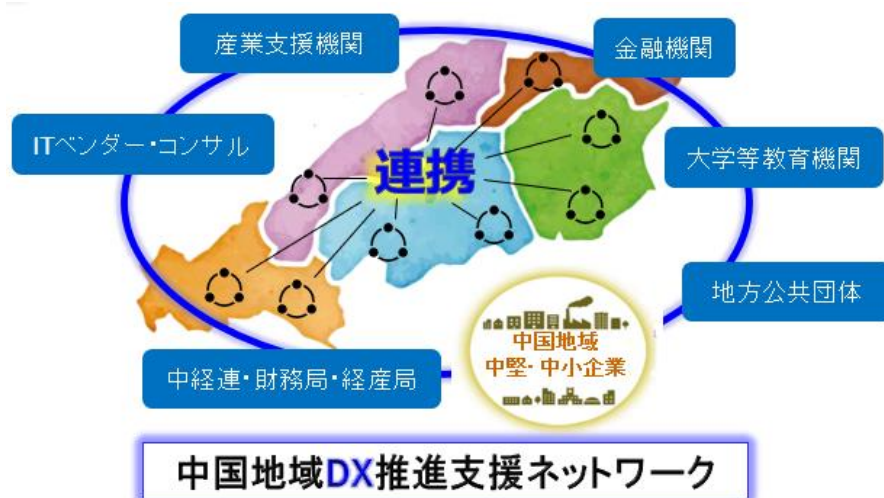 産業支援機関
金融機関
ITベンダー・コンサル
連携
大学等教育機関
地方公共団体
中国地域
中堅・中小企業
中経連・財務局・経産局
中国地域DX推進支援ネットワーク